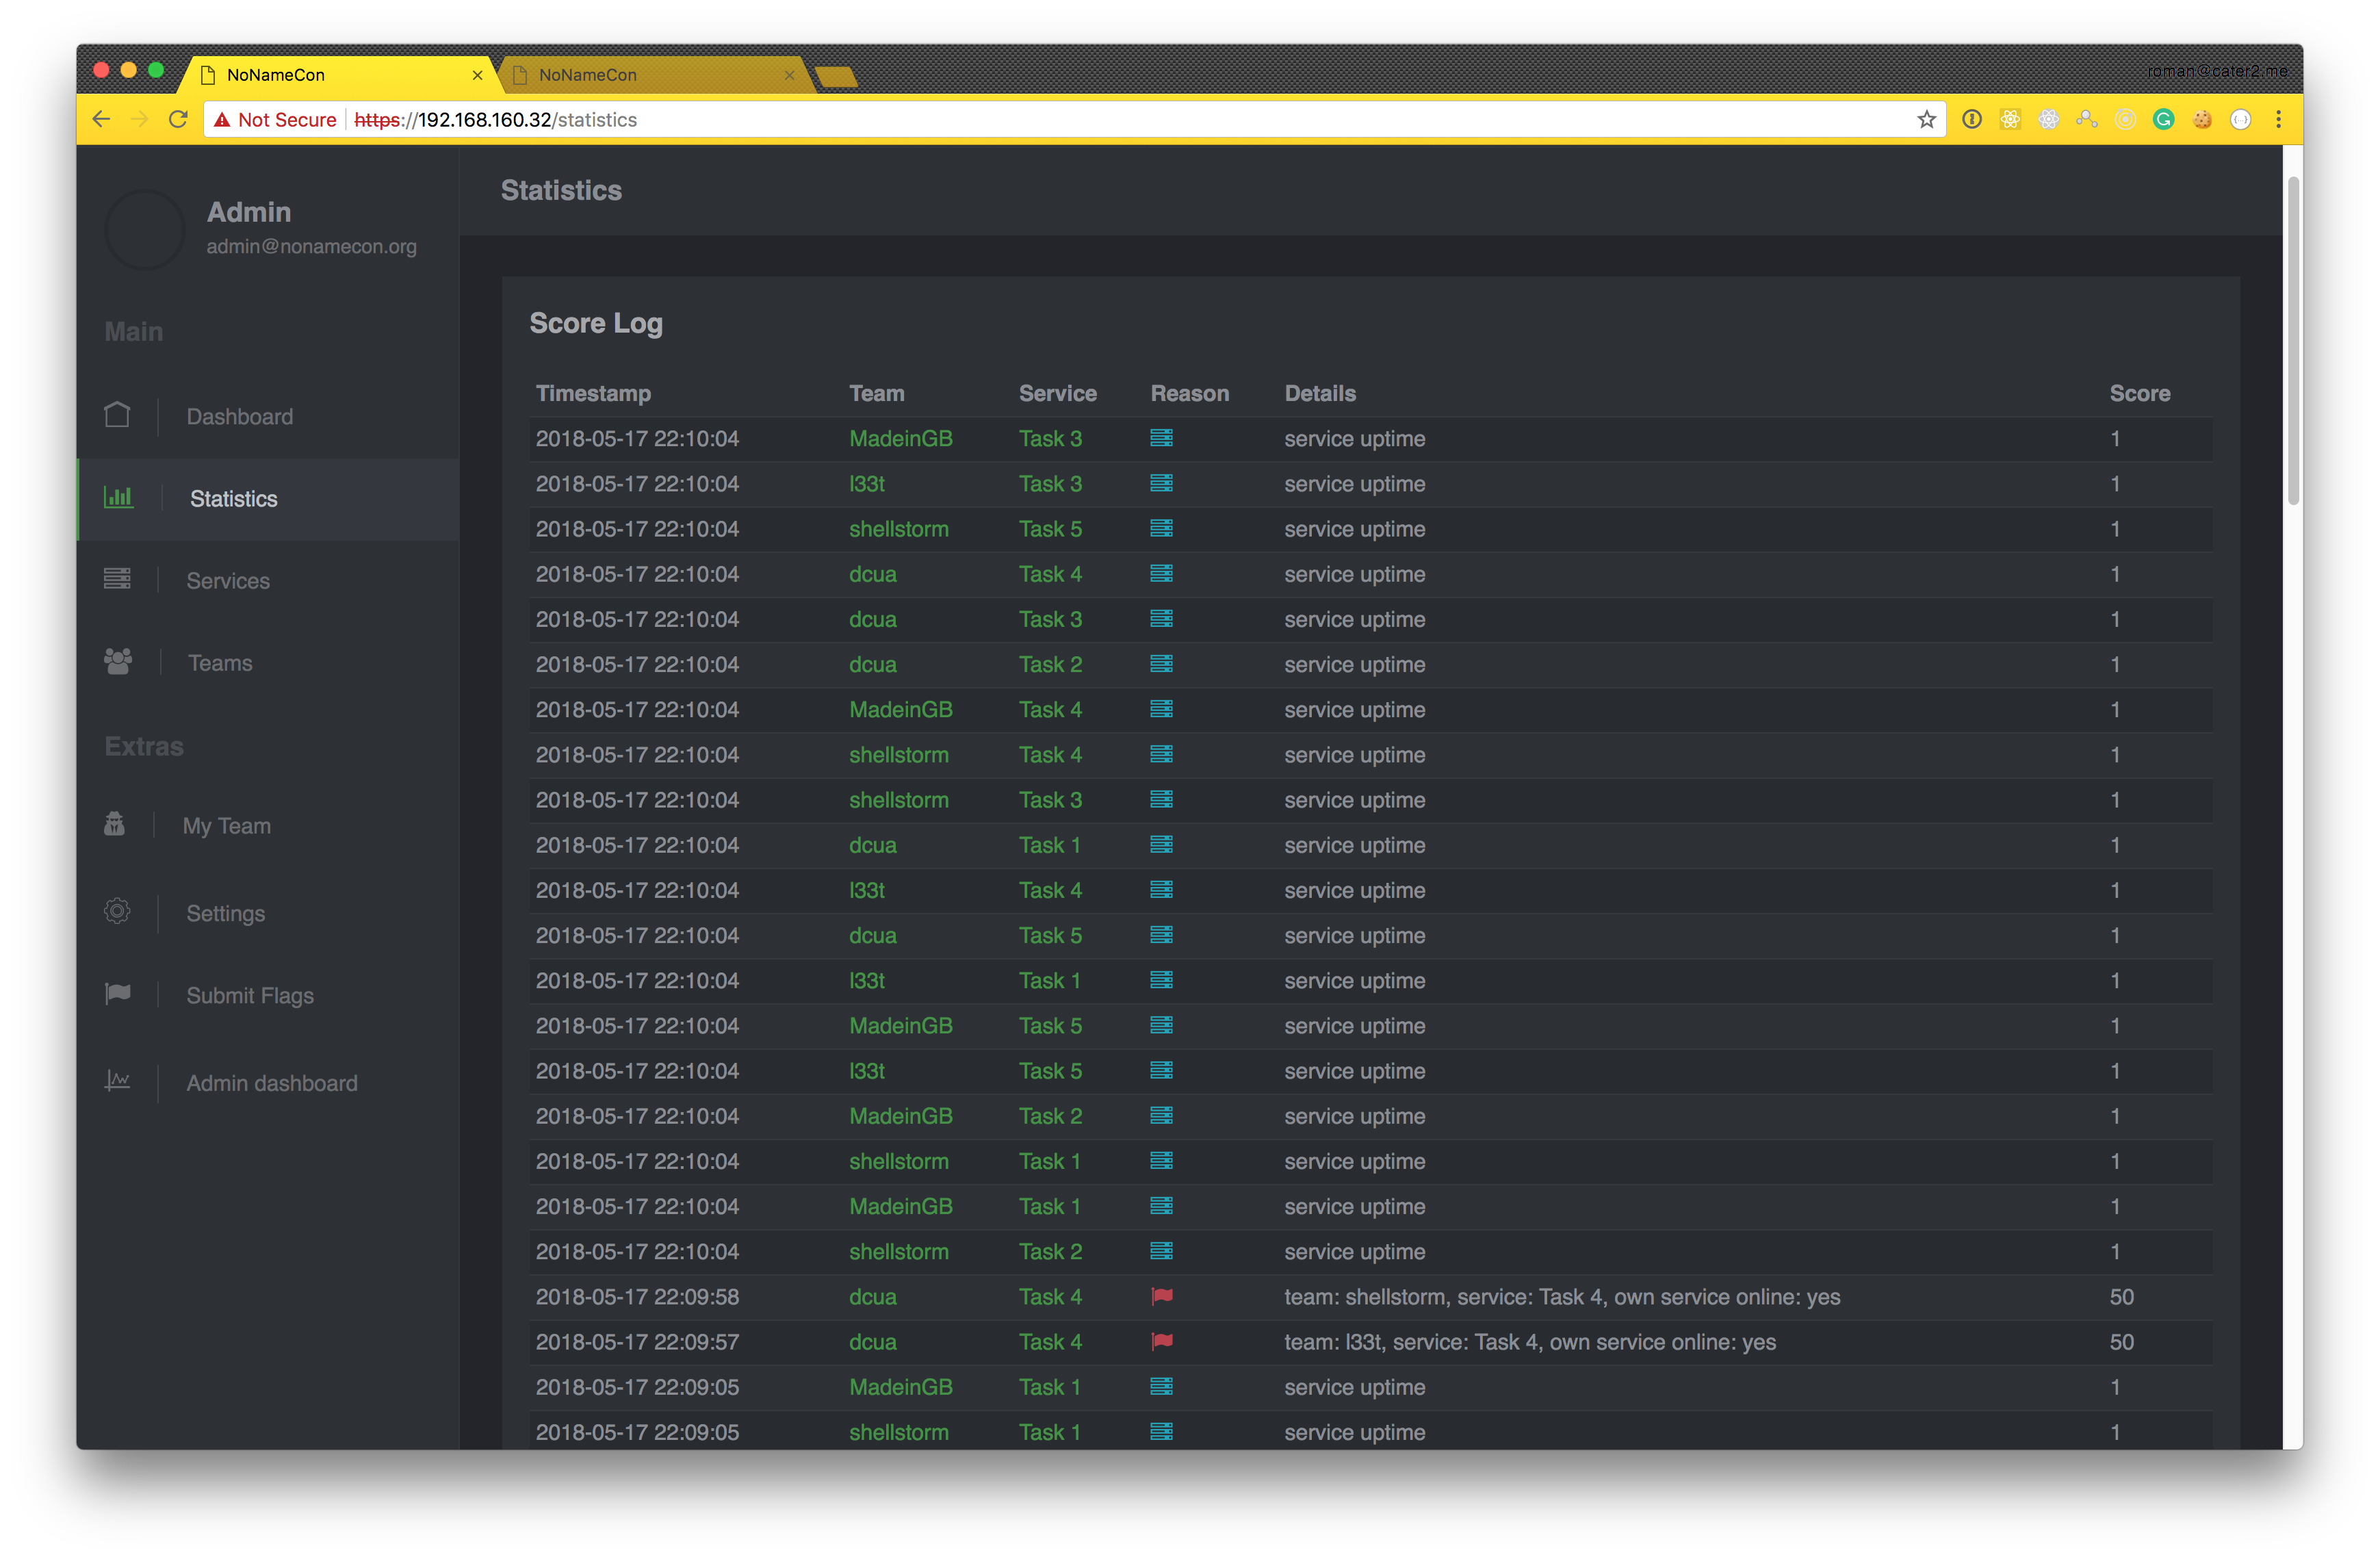 NoNameCon NoNameCon roman@cater2.me
Not Secure https://192.168.160.32/statistics
Admin
admin@nonamecon.org
Main
Dashboard
Statistics
Services
Teams
Extras
My Team
Settings
Submit Flags
Admin dashboard
Statistics
Score Log
Timestamp Team Service Reason Details Score
2018-05-17 22:10:04 MadeinGB Task 3 service uptime 1
2018-05-17 22:10:04 l33t Task 3 service uptime 1
2018-05-17 22:10:04 shellstorm Task 5 service uptime 1
2018-05-17 22:10:04 dcua Task 4 service uptime 1
2018-05-17 22:10:04 dcua Task 3 service uptime 1
2018-05-17 22:10:04 dcua Task 2 service uptime 1
2018-05-17 22:10:04 MadeinGB Task 4 service uptime 1
2018-05-17 22:10:04 shellstorm Task 4 service uptime 1
2018-05-17 22:10:04 shellstorm Task 3 service uptime 1
2018-05-17 22:10:04 dcua Task 1 service uptime 1
2018-05-17 22:10:04 l33t Task 4 service uptime 1
2018-05-17 22:10:04 dcua Task 5 service uptime 1
2018-05-17 22:10:04 l33t Task 1 service uptime 1
2018-05-17 22:10:04 MadeinGB Task 5 service uptime 1
2018-05-17 22:10:04 l33t Task 5 service uptime 1
2018-05-17 22:10:04 MadeinGB Task 2 service uptime 1
2018-05-17 22:10:04 shellstorm Task 1 service uptime 1
2018-05-17 22:10:04 MadeinGB Task 1 service uptime 1
2018-05-17 22:10:04 shellstorm Task 2 service uptime 1
2018-05-17 22:09:58 dcua Task 4 team: shellstorm, service: Task 4, own service online: yes 50
2018-05-17 22:09:57 dcua Task 4 team: l33t, service: Task 4, own service online: yes 50
2018-05-17 22:09:05 MadeinGB Task 1 service uptime 1
2018-05-17 22:09:05 shellstorm Task 1 service uptime 1